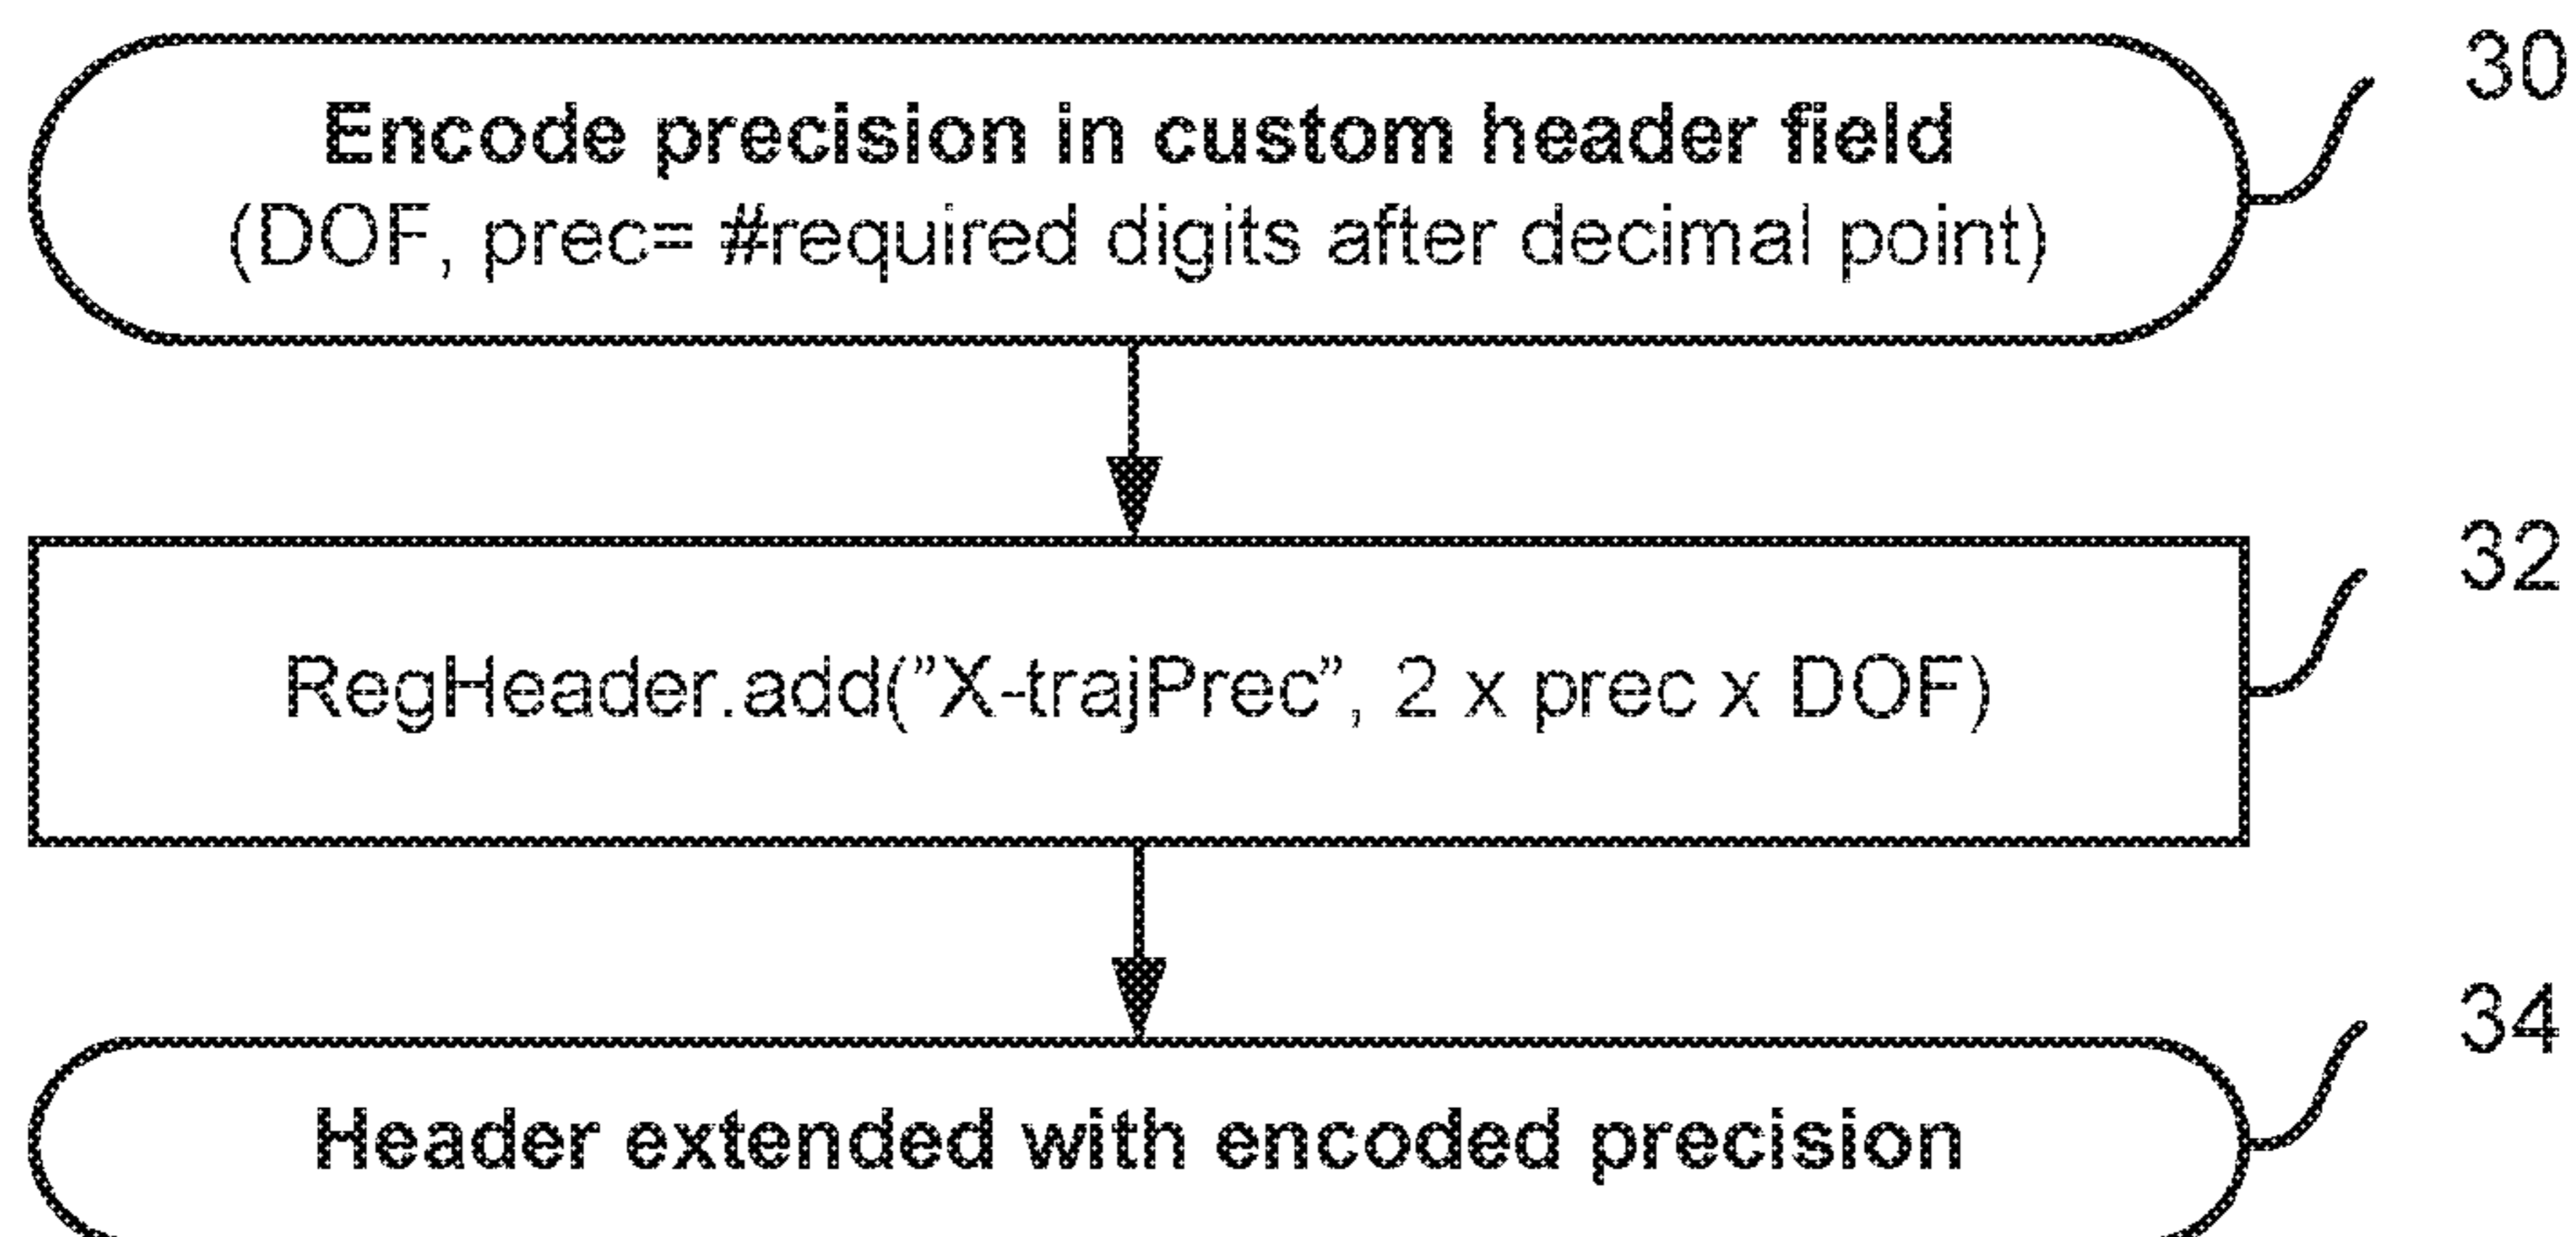 Encode precision in custom header field
30
(DOF, prec= #required digits after decimal point)
32
RegHeader.add(”X-trajPrec”, 2 x prec x DOF)
34
Header extended with encoded precision